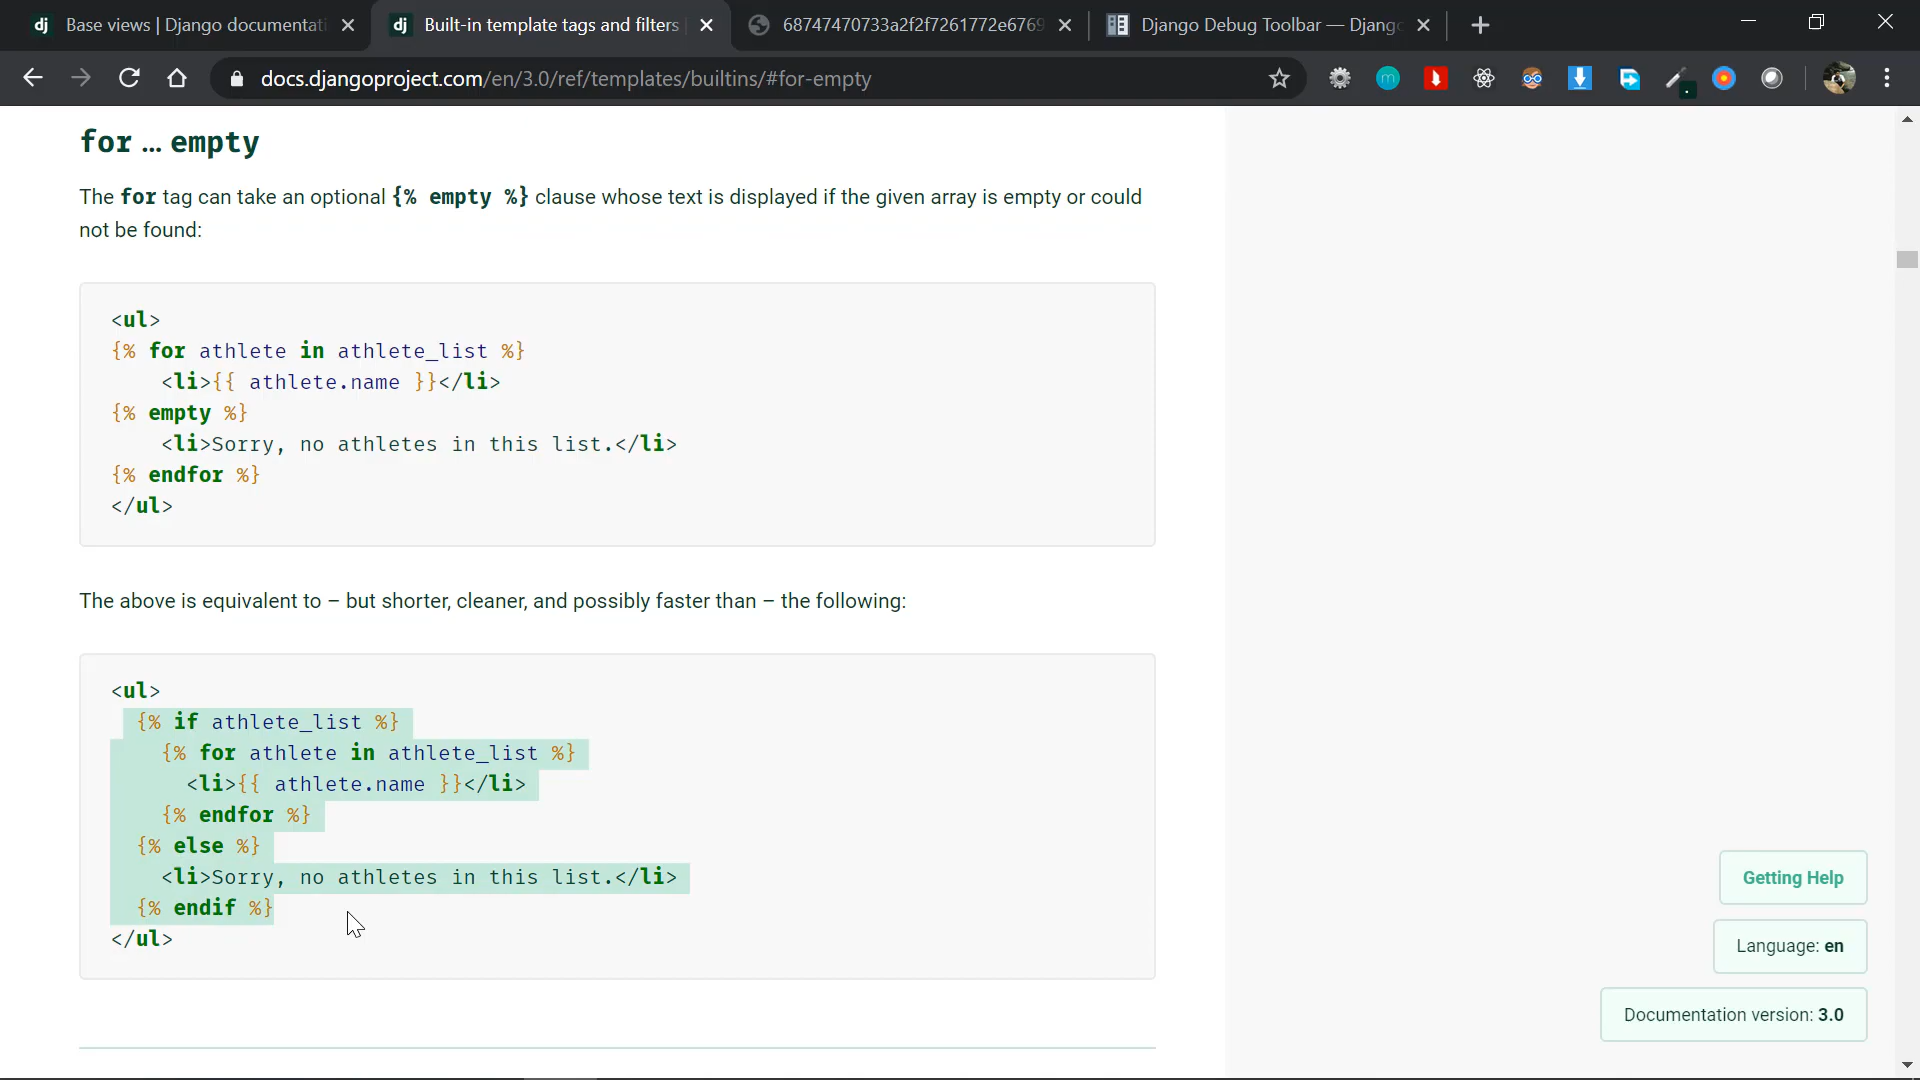 Base views | Django documentati
Built-in template tags and filters
68747470733a2f2f7261772e6769
Django Debug Toolbar — Djang
docs.djangoproject.com/en/3.0/ref/templates/builtins/#for-empty
for … empty
The for tag can take an optional {% empty %} clause whose text is displayed if the given array is empty or could
not be found:
<ul>
{% for athlete in athlete_list %}
    <li>{{ athlete.name }}</li>
{% empty %}
    <li>Sorry, no athletes in this list.</li>
{% endfor %}
</ul>
The above is equivalent to – but shorter, cleaner, and possibly faster than – the following:
<ul>
  {% if athlete_list %}
    {% for athlete in athlete_list %}
      <li>{{ athlete.name }}</li>
    {% endfor %}
  {% else %}
    <li>Sorry, no athletes in this list.</li>
  {% endif %}
</ul>
Getting Help
Language: en
Documentation version: 3.0